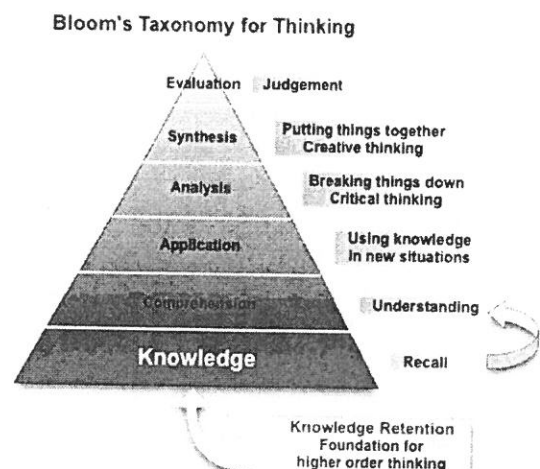 Bloom's Taxonomy for Thinking
Evaluation Judgement
Synthesis Putting things together
Creative thinking
Analysis Breaking things down
Critical thinking
Application Using knowledge
in new situations
Comprehension Understanding
Knowledge Recall
Knowledge Retention
Foundation for
higher order thinking